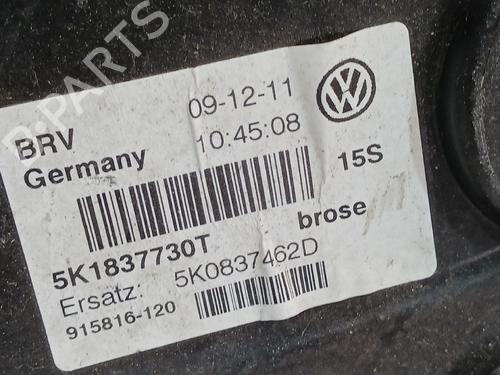 B-PARTS
BRV
Germany
09-12-11
10:45:08
15S
brose
5K1837730T
Ersatz: 5K0837462D
915816-120